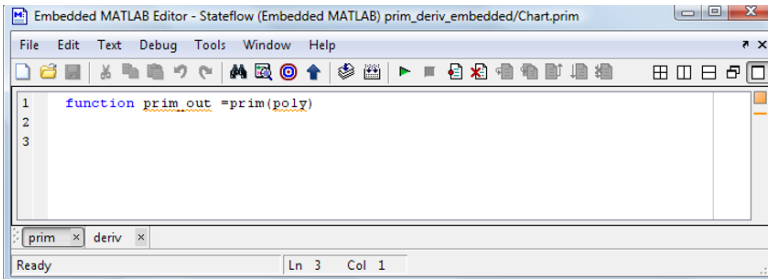 Embedded MATLAB Editor - Stateflow (Embedded MATLAB) prim_deriv_embedded/Chart.prim
File Edit Text Debug Tools Window Help
1 function prim_out =prim(poly)
2
3
prim × deriv ×
Ready Ln 3 Col 1